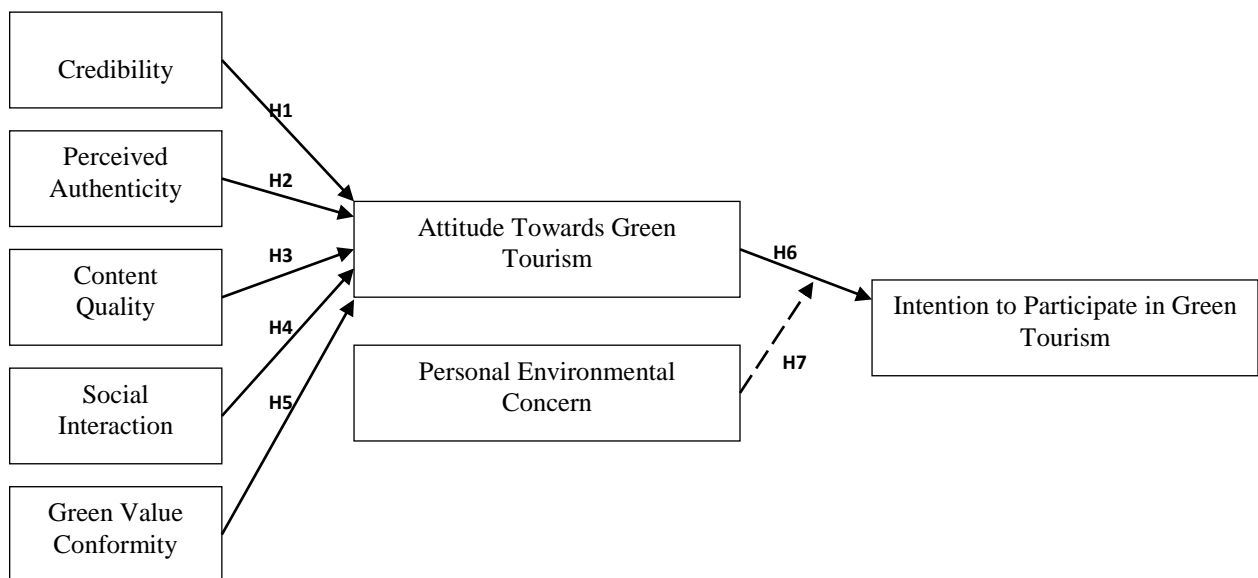 Credibility
H1
Perceived
Authenticity
H2
Content
Quality
H3
Social
Interaction
H4
Green Value
Conformity
H5
Attitude Towards Green
Tourism
H6
Personal Environmental
Concern
H7
Intention to Participate in Green
Tourism